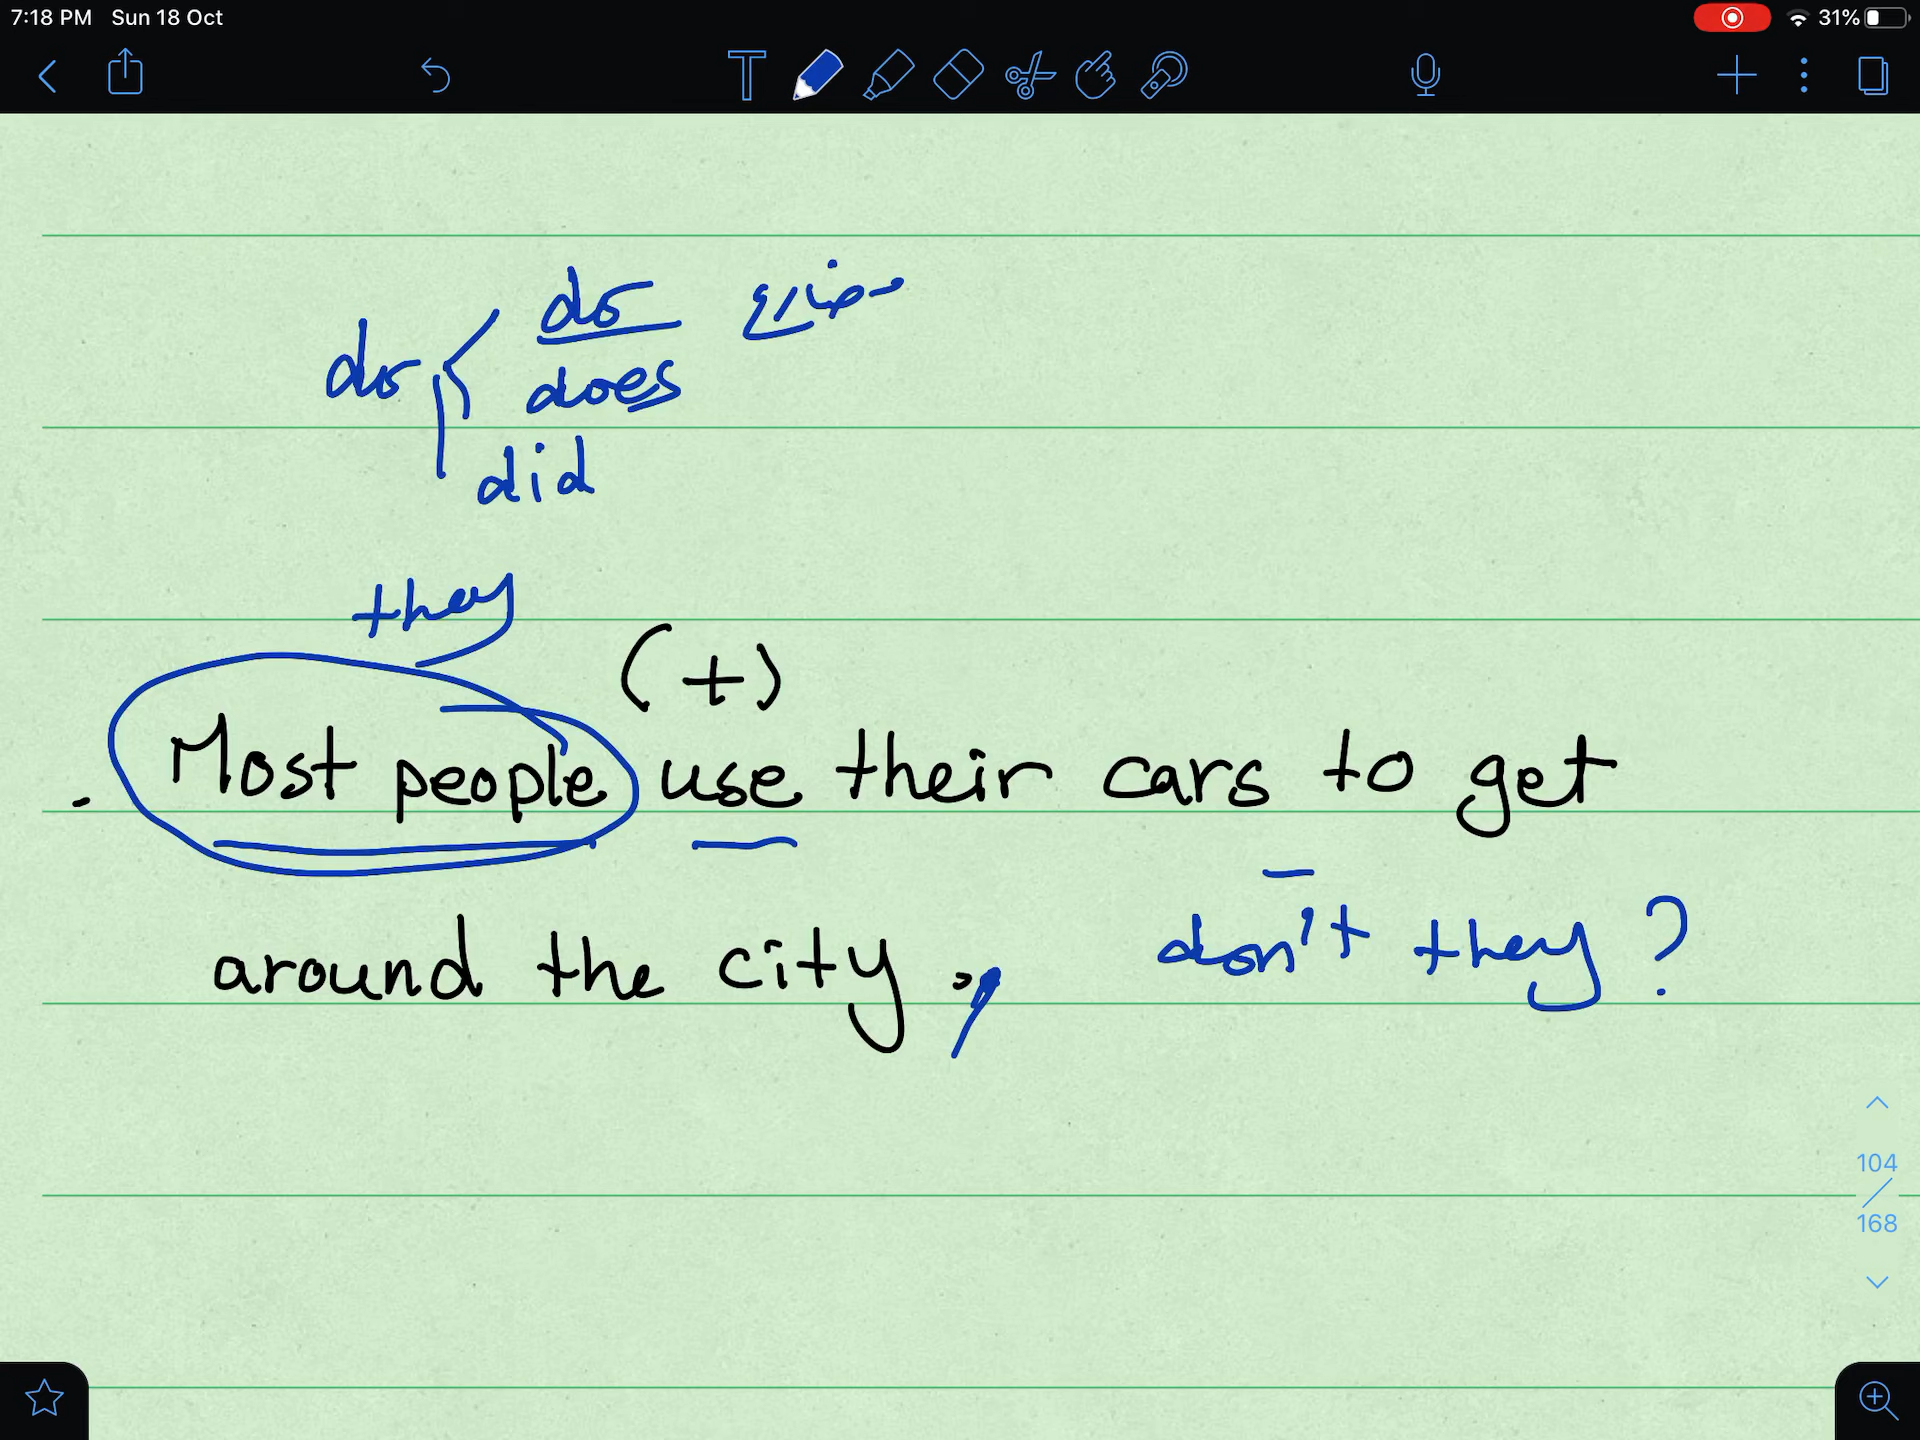 7:18 PM Sun 18 Oct
31%
T
do
do
does
did
they
(+)
Most people use their cars to get
around the city,
don't they?
104
168